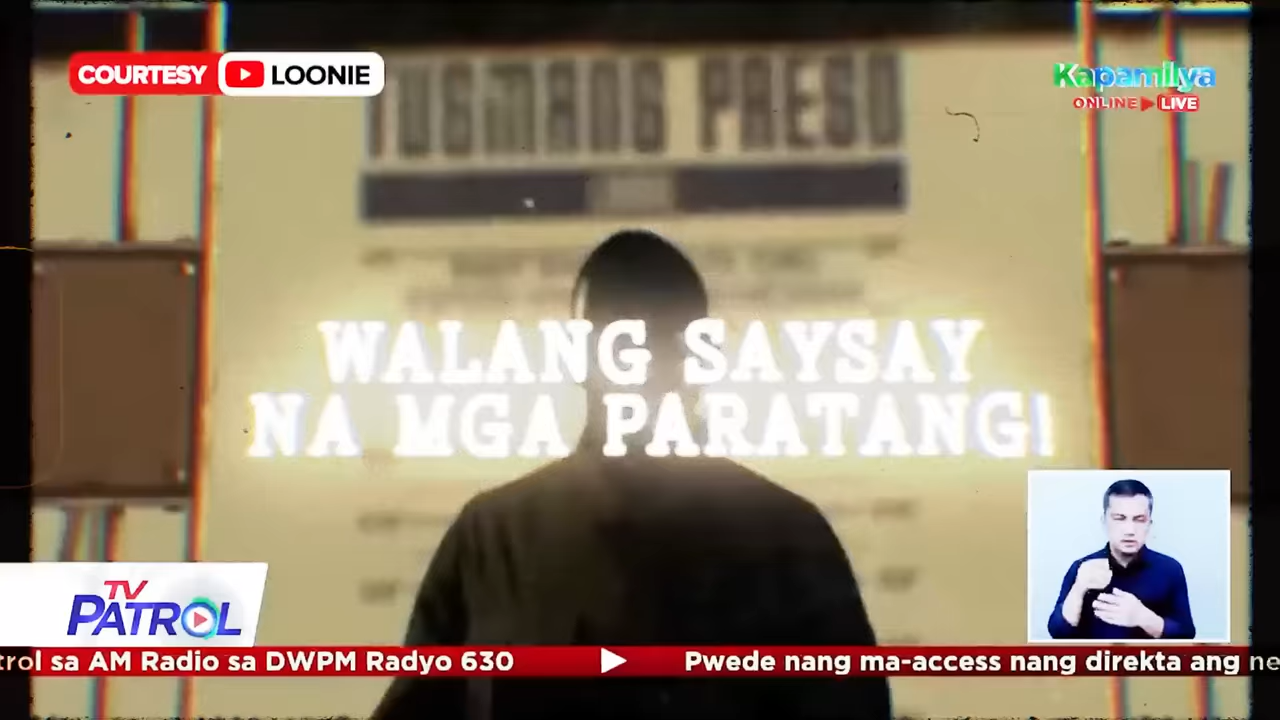 COURTESY LOONIE
Kapamilya
ONLINE LIVE
WALANG SAYSAY
NA MGA PARATANG!
TV
PATROL
trol sa AM Radio sa DWPM Radyo 630
Pwede nang ma-access nang direkta ang ne